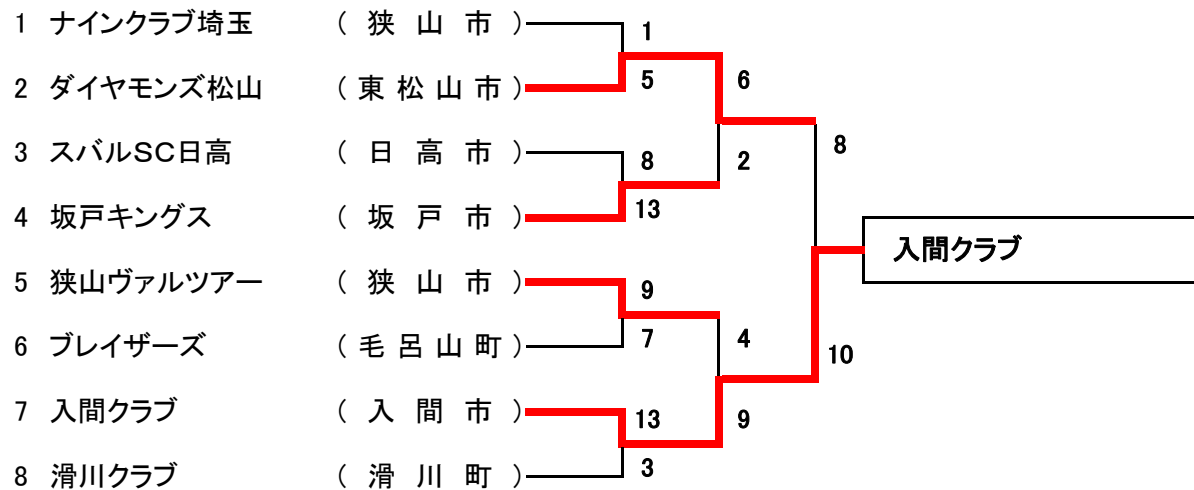 1 ナインクラブ埼玉 ( 狭 山 市 )
1
2 ダイヤモンズ松山 ( 東 松 山 市 )
5
6
3 スバルSC日高 ( 日 高 市 )
8
2
8
4 坂戸キングス ( 坂 戸 市 )
13
入間クラブ
5 狭山ヴァルツアー ( 狭 山 市 )
9
6 ブレイザーズ ( 毛 呂 山 町 )
7
4
10
7 入間クラブ ( 入 間 市 )
13
9
8 滑川クラブ ( 滑 川 町 )
3